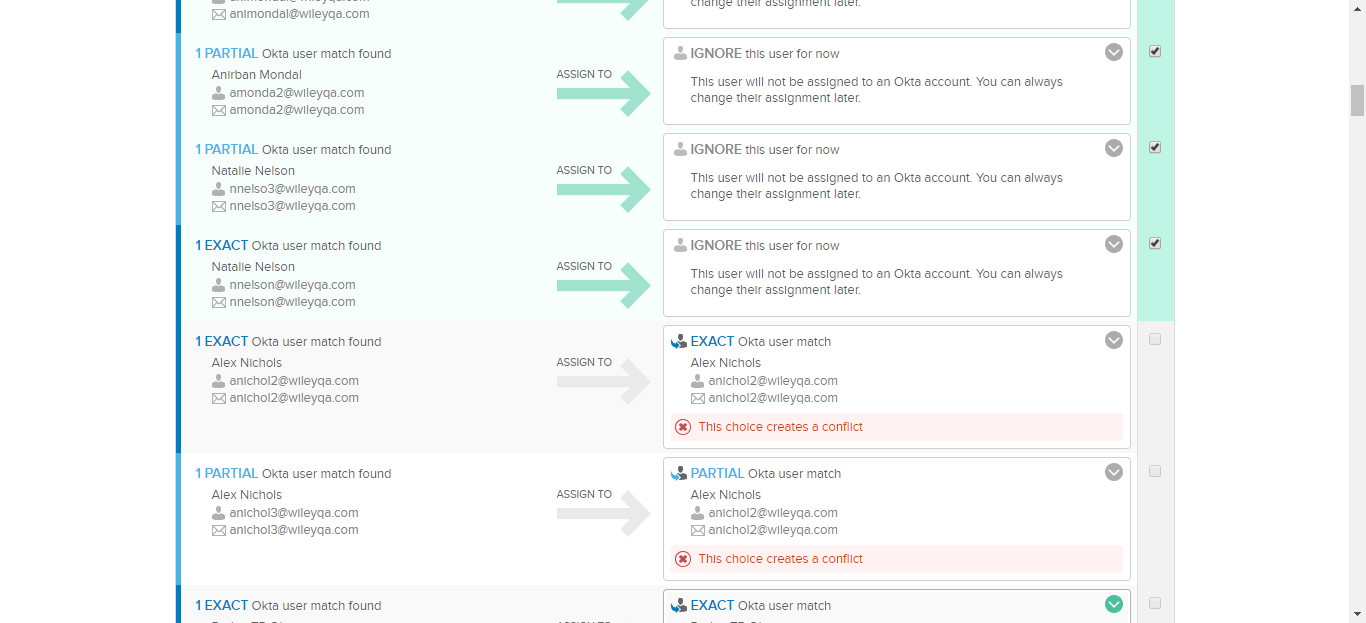 animondal@wileyqa.com
change their assignment later.
1 PARTIAL Okta user match found
Anirban Mondal
amonda2@wileyqa.com
amonda2@wileyqa.com
ASSIGN TO
IGNORE this user for now
This user will not be assigned to an Okta account. You can always
change their assignment later.
1 PARTIAL Okta user match found
Natalie Nelson
nnelso3@wileyqa.com
nnelso3@wileyqa.com
ASSIGN TO
IGNORE this user for now
This user will not be assigned to an Okta account. You can always
change their assignment later.
1 EXACT Okta user match found
Natalie Nelson
nnelson@wileyqa.com
nnelson@wileyqa.com
ASSIGN TO
IGNORE this user for now
This user will not be assigned to an Okta account. You can always
change their assignment later.
1 EXACT Okta user match found
Alex Nichols
anichol2@wileyqa.com
anichol2@wileyqa.com
ASSIGN TO
EXACT Okta user match
Alex Nichols
anichol2@wileyqa.com
anichol2@wileyqa.com
This choice creates a conflict
1 PARTIAL Okta user match found
Alex Nichols
anichol3@wileyqa.com
anichol3@wileyqa.com
ASSIGN TO
PARTIAL Okta user match
Alex Nichols
anichol2@wileyqa.com
anichol2@wileyqa.com
This choice creates a conflict
1 EXACT Okta user match found
EXACT Okta user match